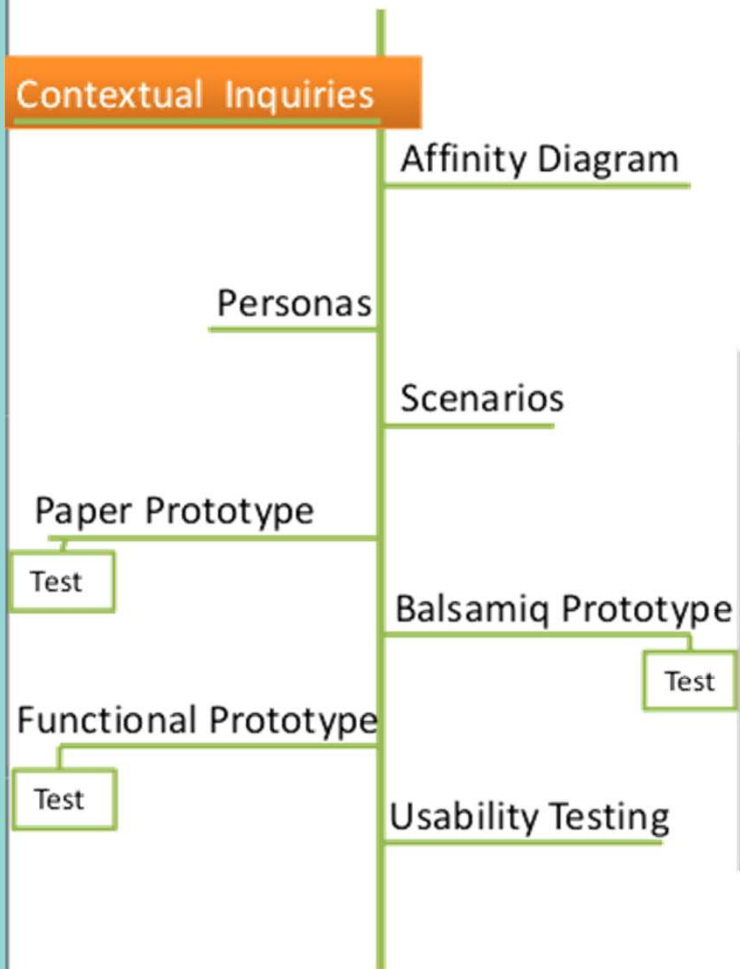 Contextual Inquiries
Affinity Diagram
Personas
Scenarios
Paper Prototype
Test
Balsamiq Prototype
Test
Functional Prototype
Test
Usability Testing